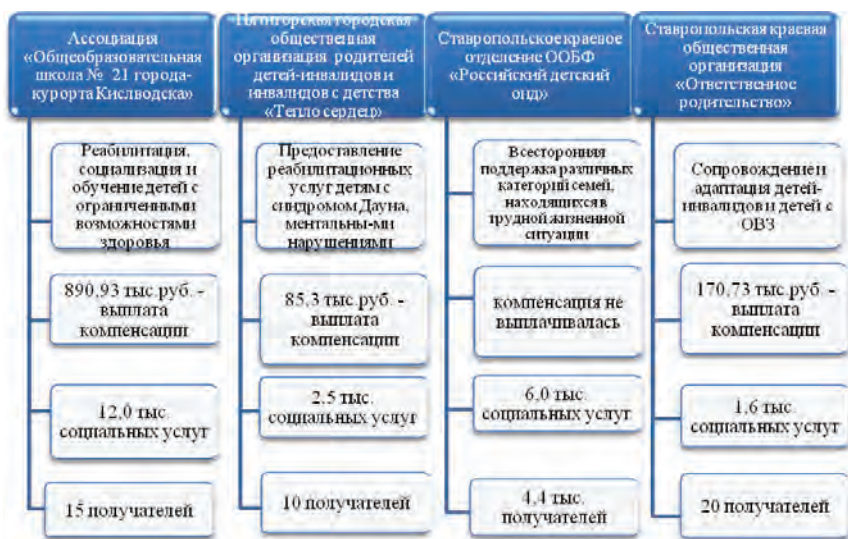 Ассоциация
«Общеобразовательная
школа № 21 города-
курорта Кисловодска»
Реабилитация,
социализация и
обучение детей с
ограниченными
возможностями
здоровья
890,93 тыс.руб. -
выплата
компенсации
12,0 тыс.
социальных услуг
15 получателей
Пятигорская городская
общественная
организация родителей
детей-инвалидов и
инвалидов с детства
«Тепло сердец»
Предоставление
реабилитационных
услуг детям с
синдромом Дауна,
ментальны-ми
нарушениями
85,3 тыс.руб. -
выплата
компенсации
2,5 тыс.
социальных услуг
10 получателей
Ставропольское краевое
отделение ООБФ
«Российский детский
онд»
Всесторонняя
поддержка различных
категорий семей,
находящихся в
трудной жизненной
ситуации
компенсация не
выплачивалась
6,0 тыс.
социальных услуг
4,4 тыс.
получателей
Ставропольская краевая
общественная
организация
«Ответственное
родительство»
Сопровождение и
адаптация детей-
инвалидов и детей с
ОВЗ
170,73 тыс.руб. -
выплата
компенсации
1,6 тыс.
социальных услуг
20 получателей